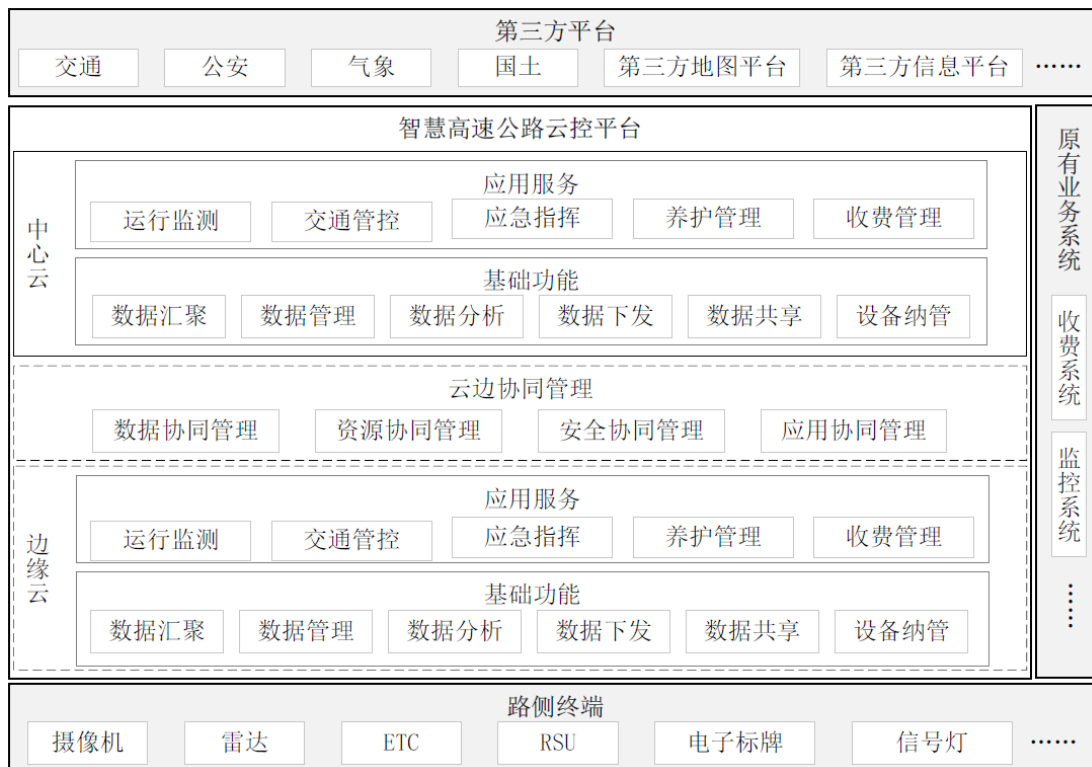 第三方平台
交通 公安 气象 国土 第三方地图平台 第三方信息平台 ……
智慧高速公路云控平台
中心云
应用服务
运行监测 交通管控 应急指挥 养护管理 收费管理
基础功能
数据汇聚 数据管理 数据分析 数据下发 数据共享 设备纳管
云边协同管理
数据协同管理 资源协同管理 安全协同管理 应用协同管理
边缘云
应用服务
运行监测 交通管控 应急指挥 养护管理 收费管理
基础功能
数据汇聚 数据管理 数据分析 数据下发 数据共享 设备纳管
原有业务系统
收费系统
监控系统
……
路侧终端
摄像机 雷达 ETC RSU 电子标牌 信号灯 ……